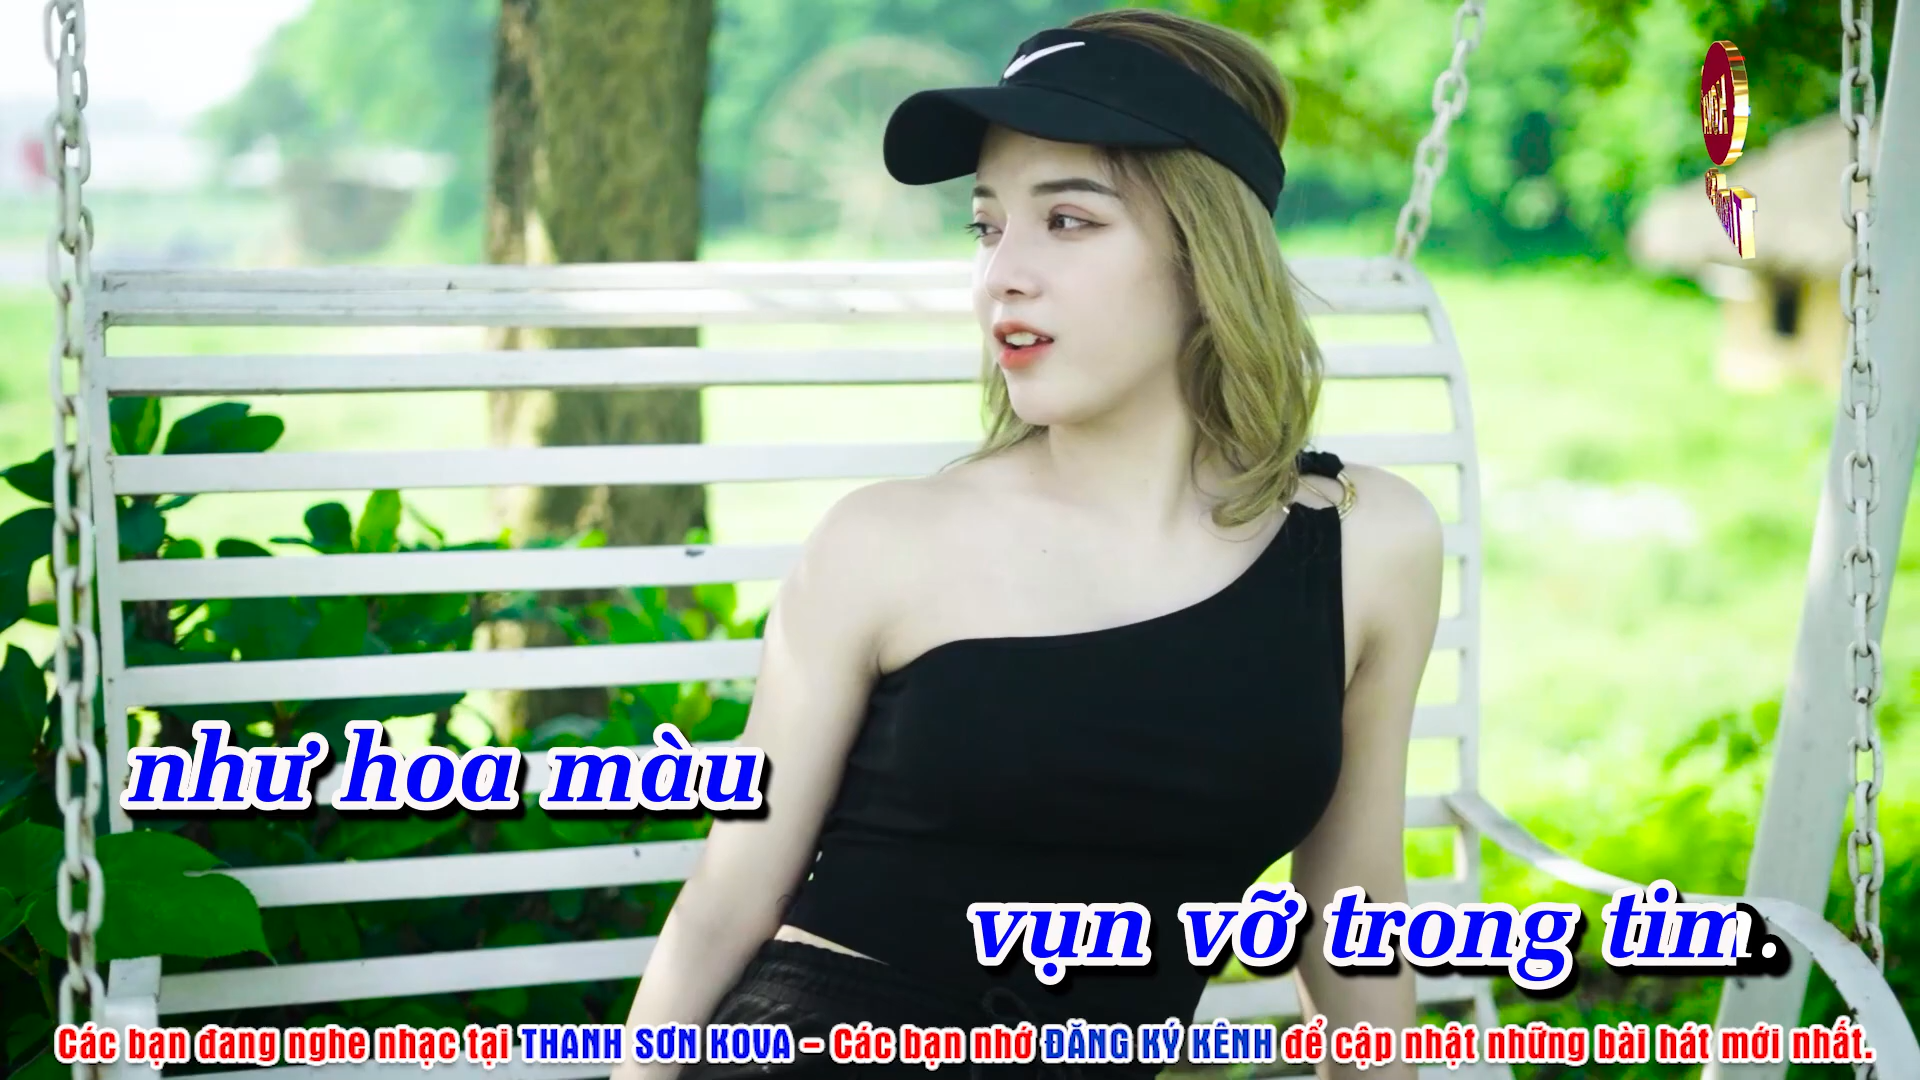 như hoa màu
vụn vỡ trong tim.
Các bạn đang nghe nhạc tại THANH SƠN KOVA – Các bạn nhớ ĐĂNG KÝ KÊNH để cập nhật những bài hát mới nhất.